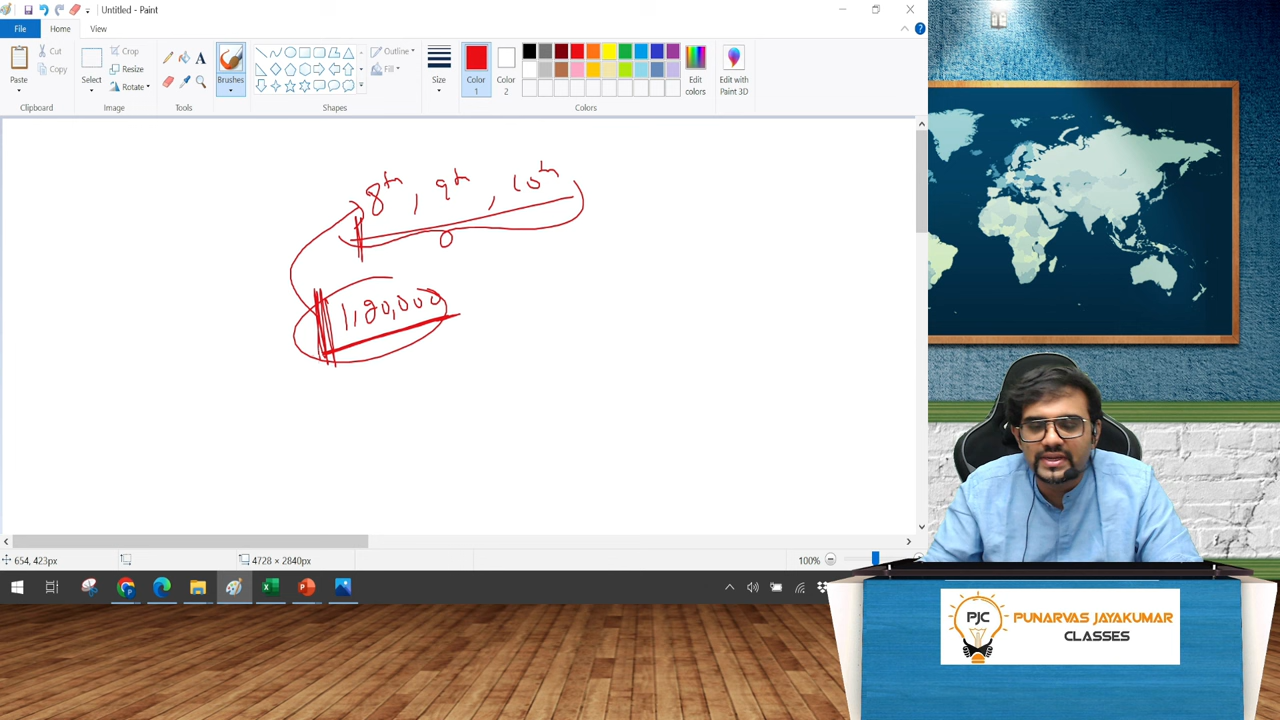 Untitled - Paint
File Home View
Paste Cut Copy Select Crop Resize Rotate Brushes Outline Fill Size Color 1 Color 2 Edit colors Edit with Paint 3D
Clipboard Image Tools Shapes Colors
8th, 9th, 10th
0
1,80,000
654, 423px 4728 × 2840px 100%
PJC PUNARVAS JAYAKUMAR
CLASSES